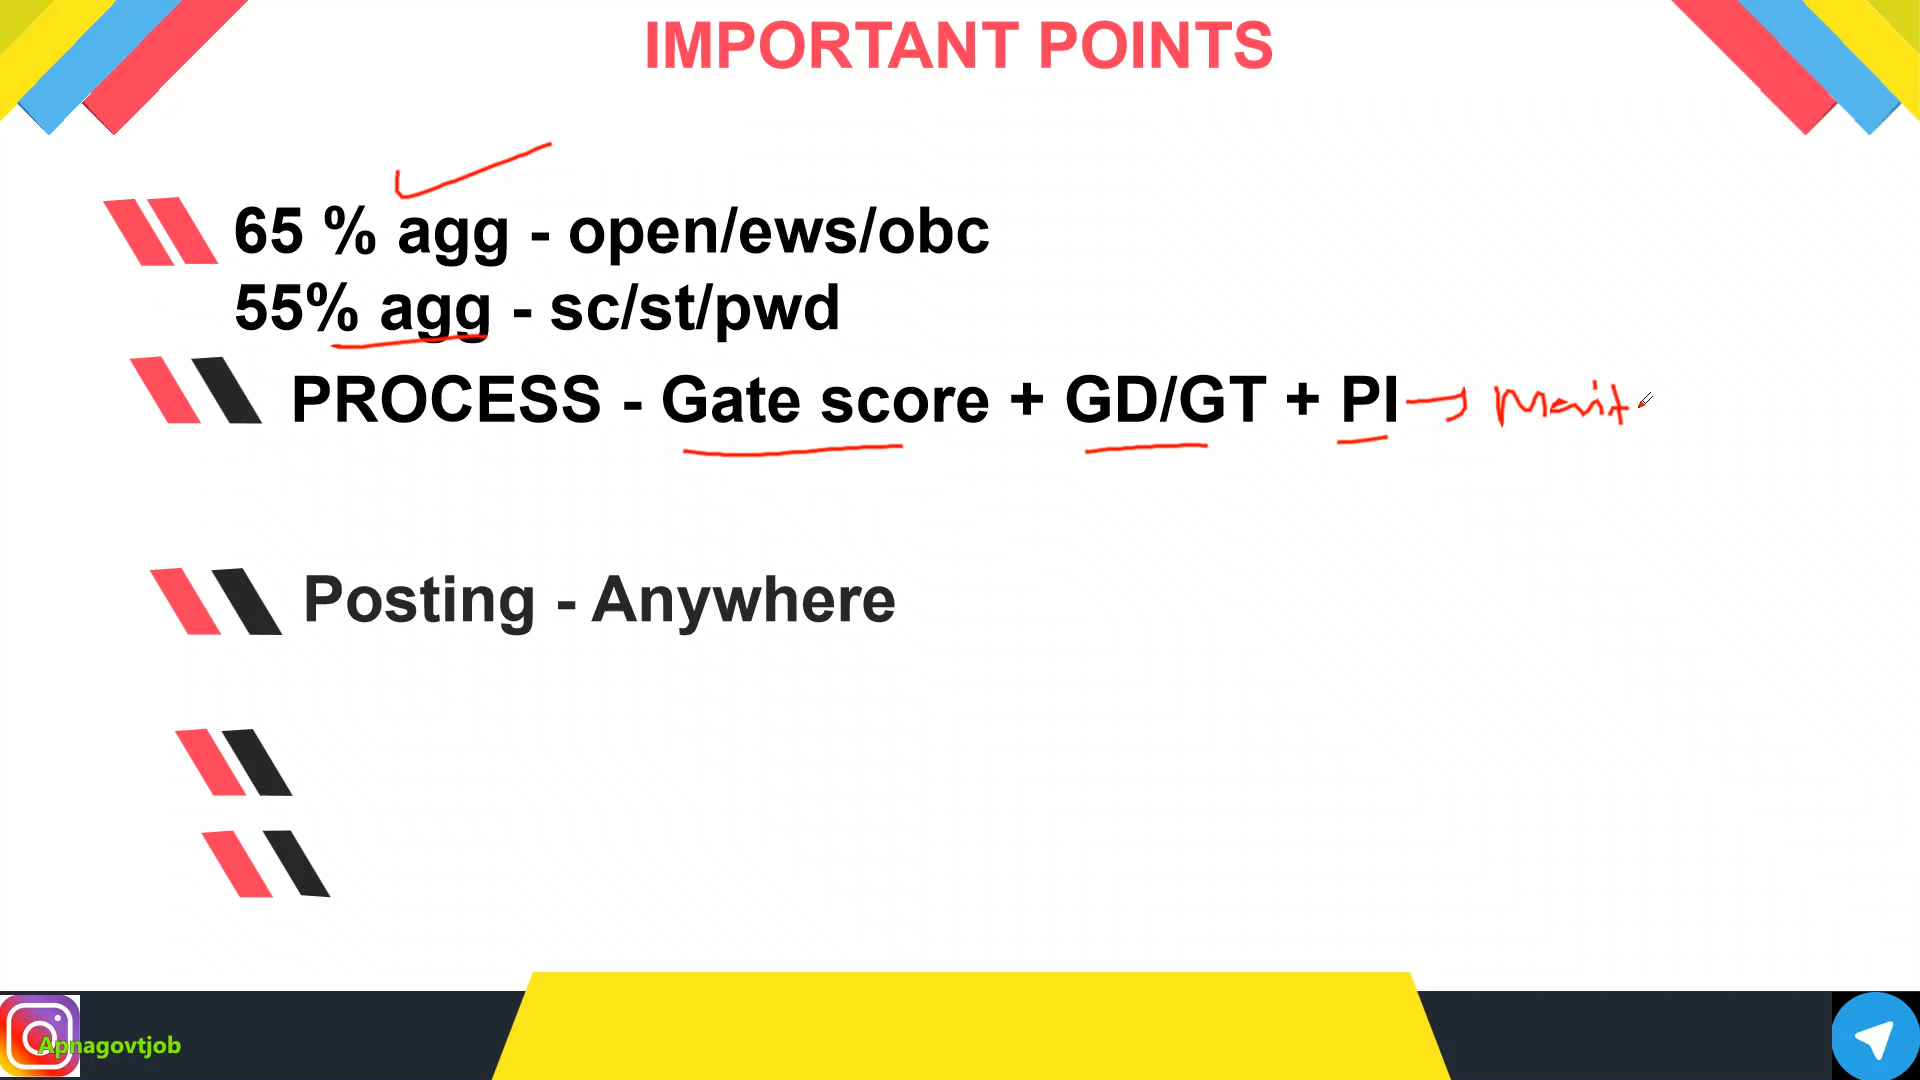 IMPORTANT POINTS
65 % agg - open/ews/obc
55% agg - sc/st/pwd
PROCESS - Gate score + GD/GT + PI → Merit
Posting - Anywhere
Apnagovtjob